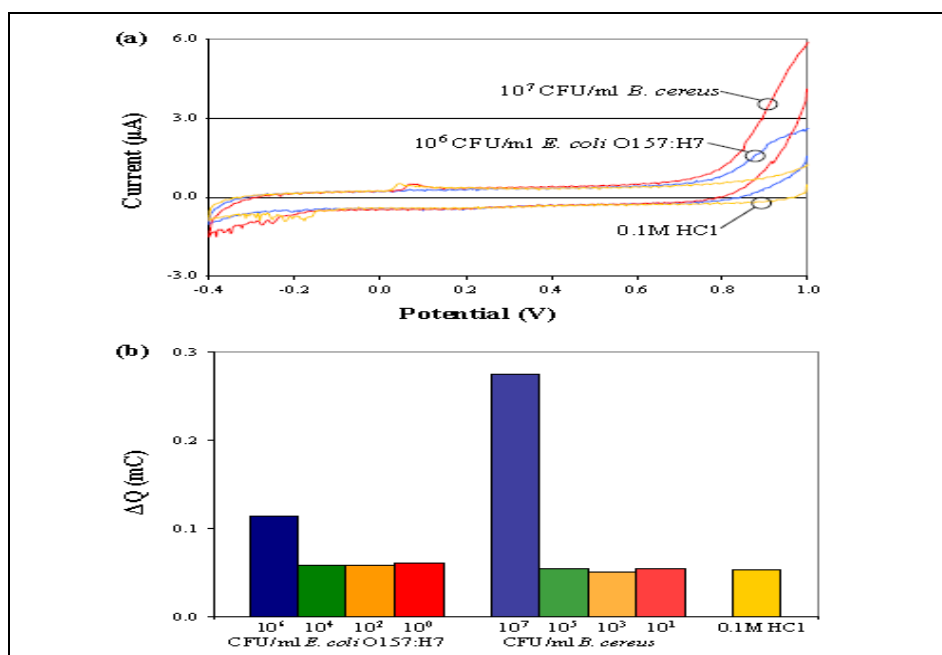 (a)
6.0
10⁷ CFU/ml B. cereus
3.0
10⁶ CFU/ml E. coli O157:H7
Current (µA)
0.0
0.1M HC1
-3.0
-0.4 -0.2 0.0 0.2 0.4 0.6 0.8 1.0
Potential (V)
(b)
0.3
0.2
ΔQ (mC)
0.1
0.0
10⁶ 10⁴ 10² 10⁰ 10⁷ 10⁵ 10³ 10¹ 0.1M HC1
CFU/ml E. coli O157:H7 CFU/ml B. cereus